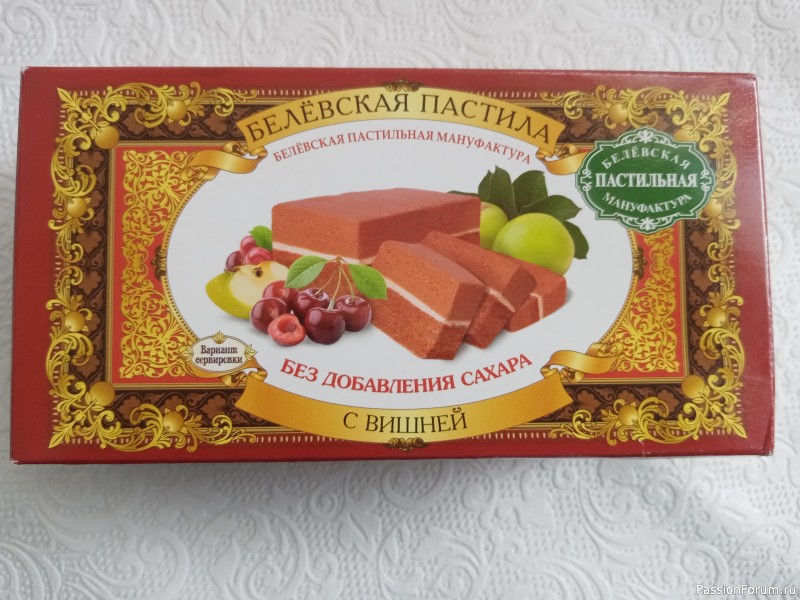 БЕЛЁВСКАЯ ПАСТИЛА
БЕЛЁВСКАЯ ПАСТИЛЬНАЯ МАНУФАКТУРА
БЕЛЁВСКАЯ
ПАСТИЛЬНАЯ
МАНУФАКТУРА
Вариант
сервировки
БЕЗ ДОБАВЛЕНИЯ САХАРА
С ВИШНЕЙ
PassionForum.ru